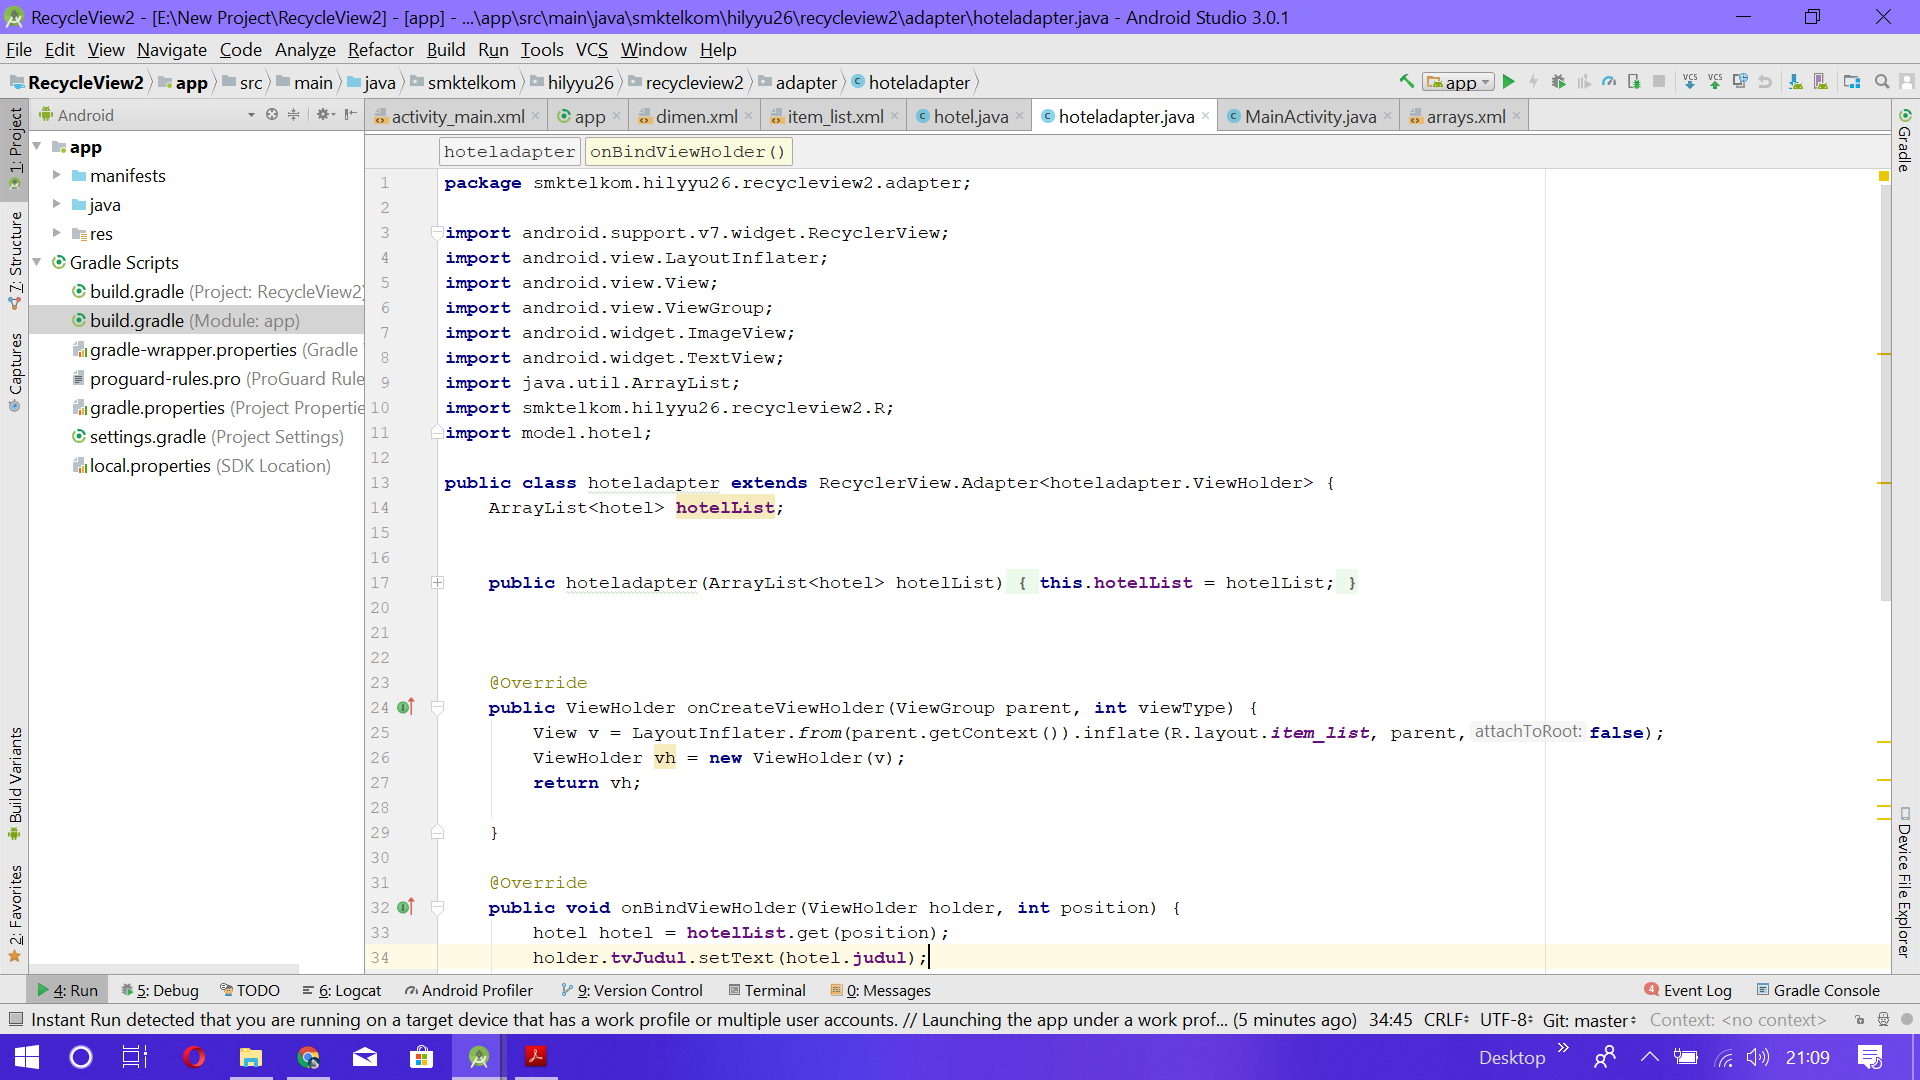 RecycleView2 - [E:\New Project\RecycleView2] - [app] - ...\app\src\main\java\smktelkom\hilyyu26\recycleview2\adapter\hoteladapter.java - Android Studio 3.0.1
File Edit View Navigate Code Analyze Refactor Build Run Tools VCS Window Help
RecycleView2 app src main java smktelkom hilyyu26 recycleview2 adapter hoteladapter
app
VCS VCS
Android
activity_main.xml app dimen.xml item_list.xml hotel.java hoteladapter.java MainActivity.java arrays.xml
1: Project
7: Structure
Captures
Build Variants
2: Favorites
app
manifests
java
res
Gradle Scripts
build.gradle (Project: RecycleView2)
build.gradle (Module: app)
gradle-wrapper.properties (Gradle
proguard-rules.pro (ProGuard Rule
gradle.properties (Project Propertie
settings.gradle (Project Settings)
local.properties (SDK Location)
hoteladapter onBindViewHolder()
1 package smktelkom.hilyyu26.recycleview2.adapter;
2
3 import android.support.v7.widget.RecyclerView;
4 import android.view.LayoutInflater;
5 import android.view.View;
6 import android.view.ViewGroup;
7 import android.widget.ImageView;
8 import android.widget.TextView;
9 import java.util.ArrayList;
10 import smktelkom.hilyyu26.recycleview2.R;
11 import model.hotel;
12
13 public class hoteladapter extends RecyclerView.Adapter<hoteladapter.ViewHolder> {
14 ArrayList<hotel> hotelList;
15
16
17 public hoteladapter(ArrayList<hotel> hotelList) { this.hotelList = hotelList; }
20
21
22
23 @Override
24 public ViewHolder onCreateViewHolder(ViewGroup parent, int viewType) {
25 View v = LayoutInflater.from(parent.getContext()).inflate(R.layout.item_list, parent, attachToRoot: false);
26 ViewHolder vh = new ViewHolder(v);
27 return vh;
28
29 }
30
31 @Override
32 public void onBindViewHolder(ViewHolder holder, int position) {
33 hotel hotel = hotelList.get(position);
34 holder.tvJudul.setText(hotel.judul);
Gradle
Device File Explorer
4: Run 5: Debug TODO 6: Logcat Android Profiler 9: Version Control Terminal 0: Messages 4 Event Log Gradle Console
Instant Run detected that you are running on a target device that has a work profile or multiple user accounts. // Launching the app under a work prof... (5 minutes ago) 34:45 CRLF UTF-8 Git: master Context: <no context>
Desktop 21:09